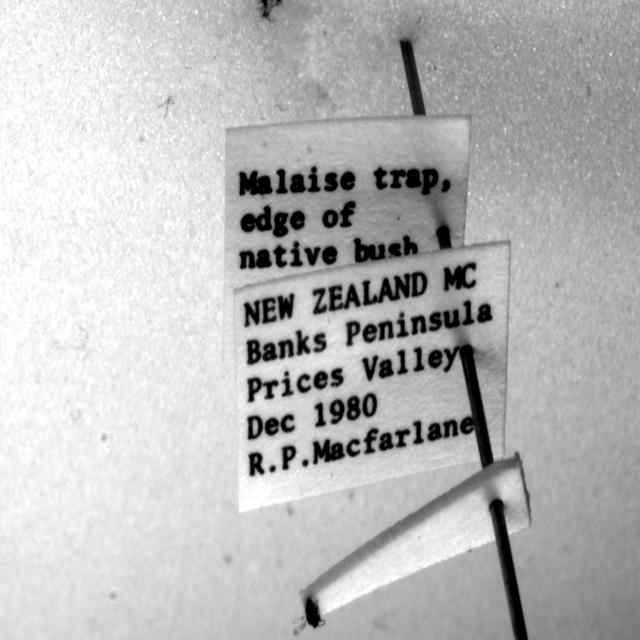 Malaise trap,
edge of
native bush
NEW ZEALAND MC
Banks Peninsula
Prices Valley
Dec 1980
R.P.Macfarlane